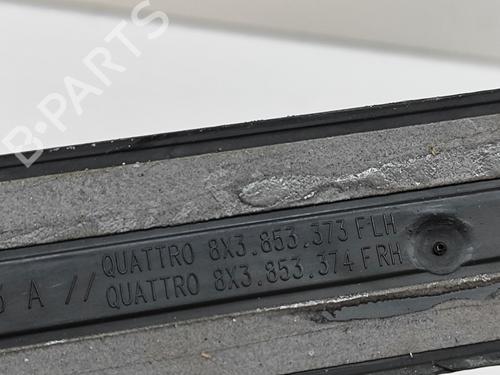 B-PARTS
A // QUATTRO 8X3.853.373 FLH
QUATTRO 8X3.853.374 FRH